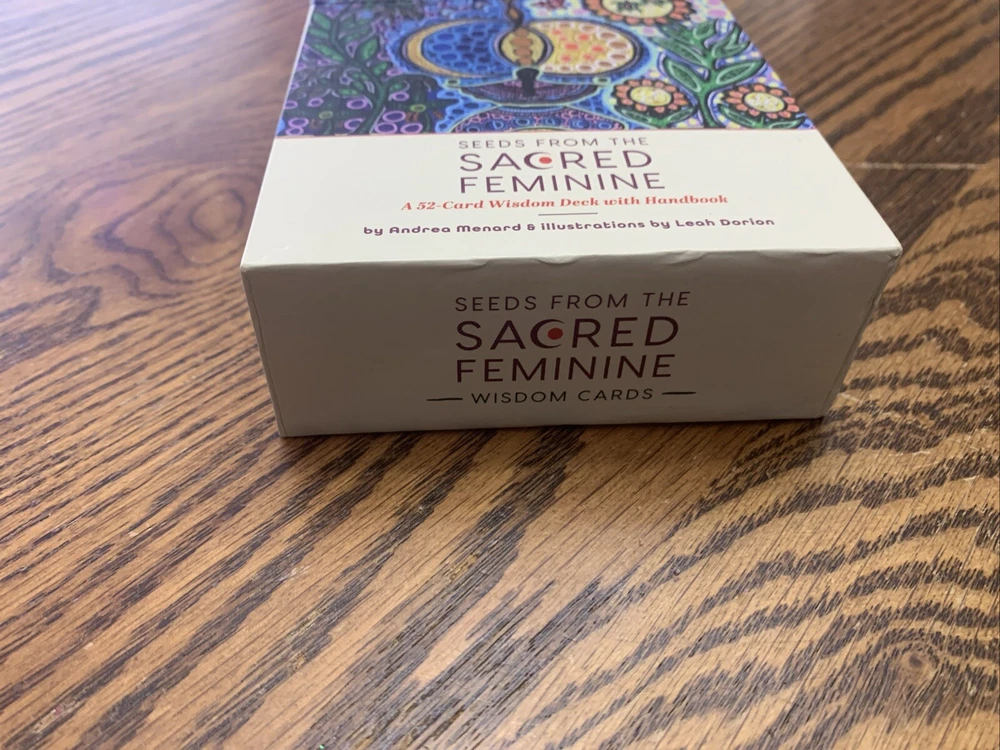 SEEDS FROM THE
SACRED
FEMININE
A 52-Card Wisdom Deck with Handbook
by Andrea Menard & illustrations by Leah Dorion
SEEDS FROM THE
SACRED
FEMININE
WISDOM CARDS